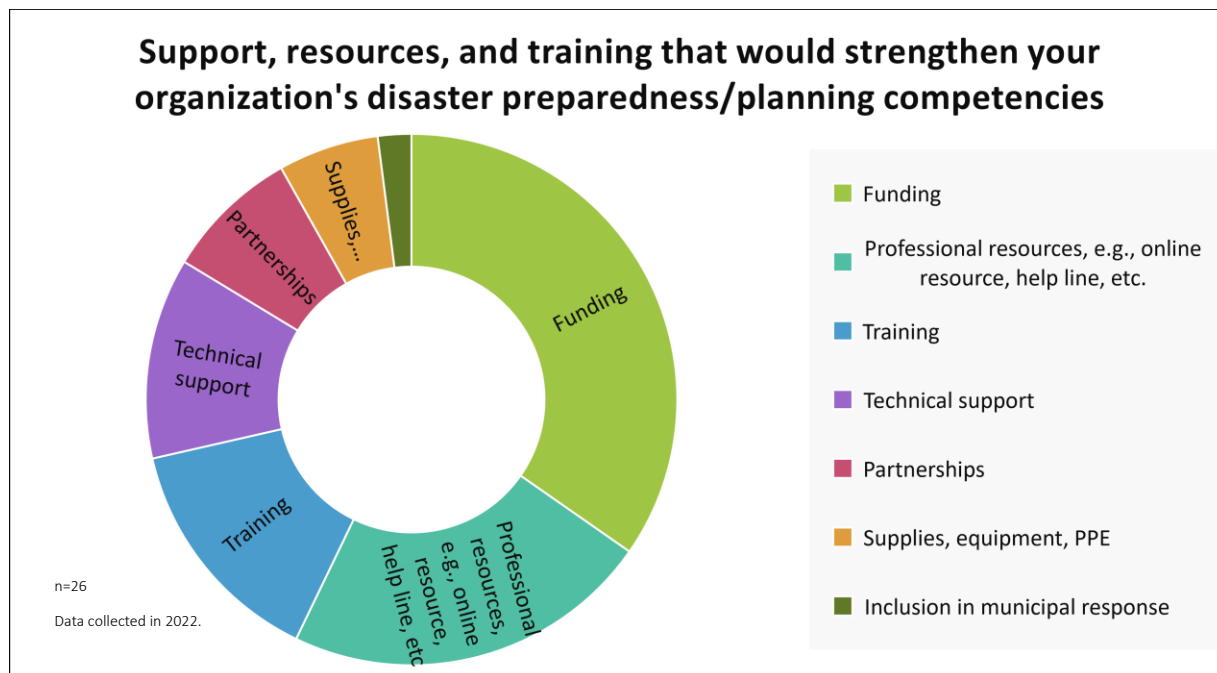 Support, resources, and training that would strengthen your
organization's disaster preparedness/planning competencies
Supplies,...
Partnerships
Technical
support
Training
Funding
Professional
resources,
e.g., online
resource,
help line, etc
n=26
Data collected in 2022.
Funding
Professional resources, e.g., online
resource, help line, etc.
Training
Technical support
Partnerships
Supplies, equipment, PPE
Inclusion in municipal response